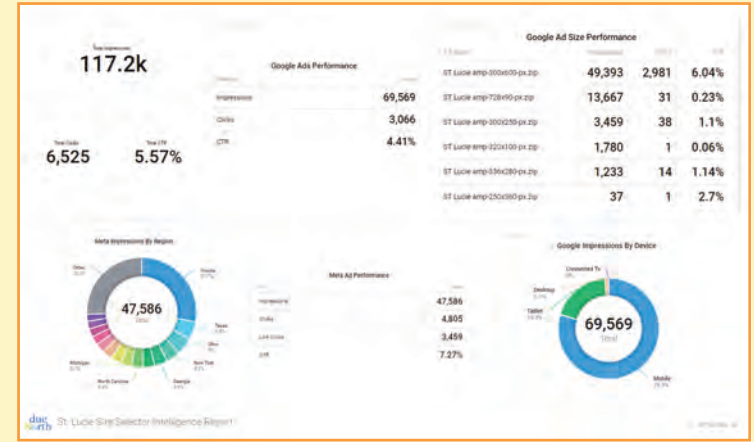 Total Impressions
117.2k
Total Clicks
6,525
Total CTR
5.57%
Google Ads Performance
Impressions 69,569
Clicks 3,066
CTR 4.41%
Google Ad Size Performance
ST Lucie amp-300x600-px.zip 49,393 2,981 6.04%
ST Lucie amp-728x90-px.zip 13,667 31 0.23%
ST Lucie amp-300x250-px.zip 3,459 38 1.1%
ST Lucie amp-320x100-px.zip 1,780 1 0.06%
ST Lucie amp-336x280-px.zip 1,233 14 1.14%
ST Lucie amp-250x360-px.zip 37 1 2.7%
Meta Impressions By Region
Florida
Texas
Ohio
New York
Georgia
North Carolina
Michigan
Other
47,586
Total
Meta Ad Performance
Impressions 47,586
Clicks 4,805
Link Clicks 3,459
CTR 7.27%
Google Impressions By Device
Connected Tv
Desktop
Tablet
Mobile
69,569
Total
due
North
St. Lucie Site Selector Intelligence Report